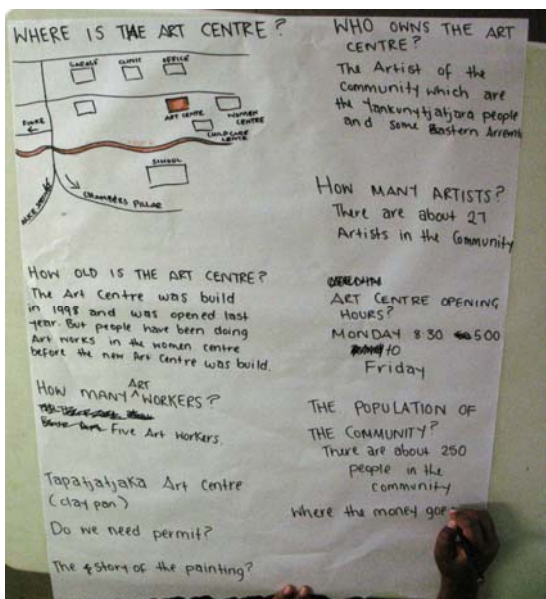 WHERE IS THE ART CENTRE?
GARAGE CLINIC OFFICE
ART CENTRE WOMEN
CENTRE
CHILDCARE
CENTRE
FINKE
SCHOOL
ALICE SPRINGS
CHAMBERS PILLAR
HOW OLD IS THE ART CENTRE?
The Art Centre was build
in 1998 and was opened last
year. But people have been doing
Art works in the women centre
before the new Art Centre was build.
HOW MANY ART WORKERS?
Five Art workers.
Tapatjatjaka Art Centre
(clay pan)
Do we need permit?
The story of the painting?
WHO OWNS THE ART
CENTRE?
The Artist of the
Community which are
the Yankunytjatjara people
and some Eastern Arrernte
HOW MANY ARTISTS?
There are about 27
Artists in the Community
ART CENTRE OPENING
HOURS?
MONDAY 8:30 500
to
Friday
THE POPULATION OF
THE COMMUNITY?
There are about 250
people in the
community
Where the money goe